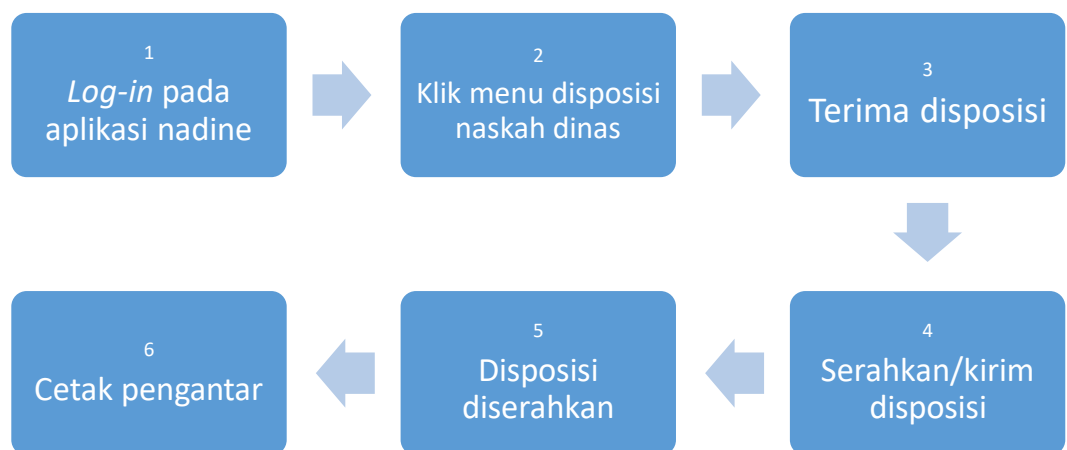 1
Log-in pada
aplikasi nadine
2
Klik menu disposisi
naskah dinas
3
Terima disposisi
4
Serahkan/kirim
disposisi
5
Disposisi
diserahkan
6
Cetak pengantar